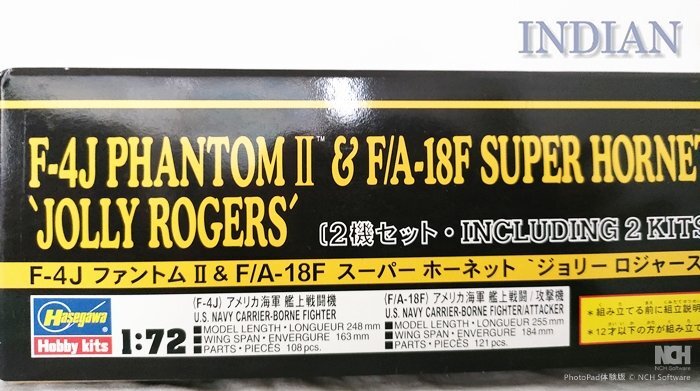 INDIAN
F-4J PHANTOM II™ & F/A-18F SUPER HORNET
'JOLLY ROGERS' (2機セット・INCLUDING 2 KITS
F-4J ファントム II & F/A-18F スーパー ホーネット "ジョリー ロジャース
Hasegawa
Hobby kits
1:72
(F-4J) アメリカ海軍 艦上戦闘機
U.S. NAVY CARRIER-BORNE FIGHTER
■MODEL LENGTH・LONGUEUR 248 mm
■WING SPAN・ENVERGURE 163 mm
■PARTS・PIÈCES 108 pcs.
(F/A-18F) アメリカ海軍 艦上戦闘/攻撃機
U.S. NAVY CARRIER-BORNE FIGHTER/ATTACKER
■MODEL LENGTH・LONGUEUR 255 mm
■WING SPAN・ENVERGURE 184 mm
■PARTS・PIÈCES 121 pcs.
＊組み立てる前に組立説明
＊12才以下の方が組み立て
NCH
NCH Software
PhotoPad体験版 © NCH Software